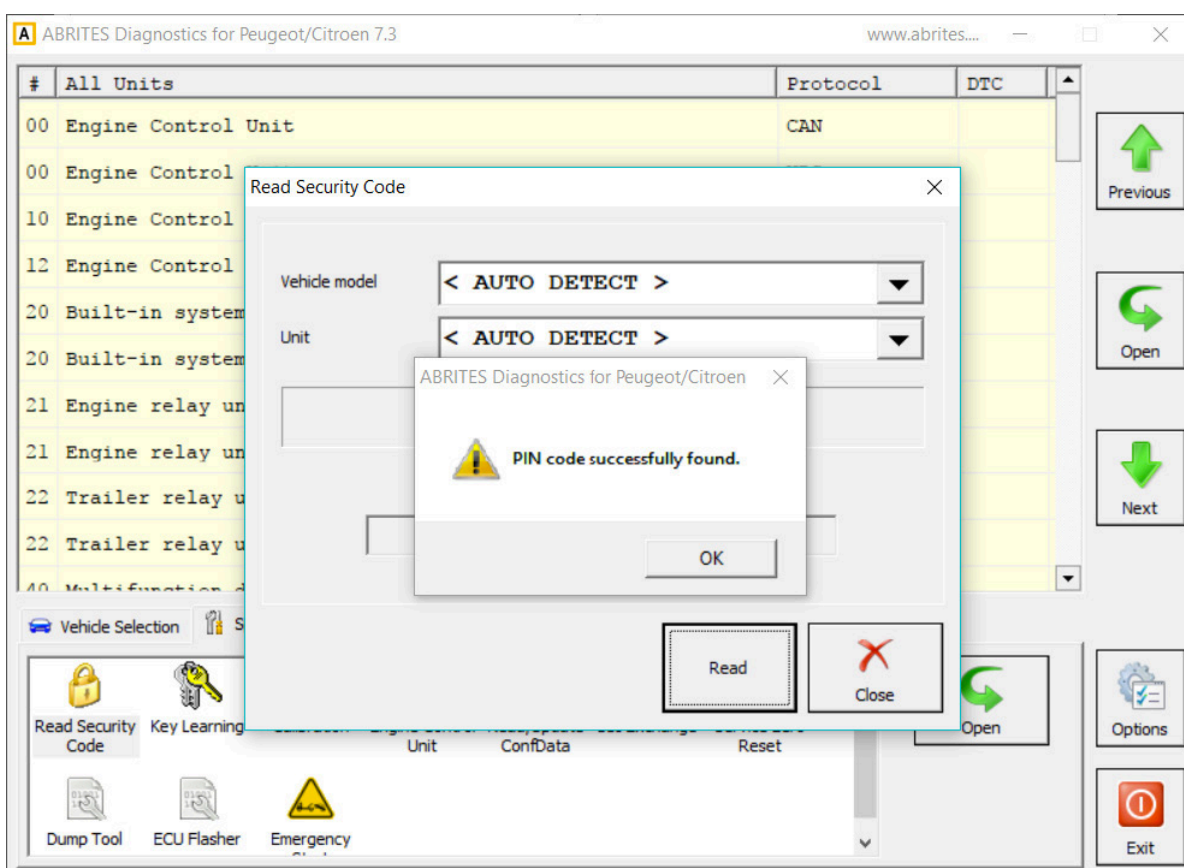 A ABRITES Diagnostics for Peugeot/Citroen 7.3 www.abrites....
# All Units Protocol DTC
00 Engine Control Unit CAN
00 Engine Control
10 Engine Control
12 Engine Control
20 Built-in system
20 Built-in system
21 Engine relay un
21 Engine relay un
22 Trailer relay u
22 Trailer relay u
Previous
Open
Next
Read Security Code
Vehicle model < AUTO DETECT >
Unit < AUTO DETECT >
ABRITES Diagnostics for Peugeot/Citroen
PIN code successfully found.
OK
Read
Close
Vehicle Selection S
Read Security
Code
Key Learning
Unit
ConfData
Reset
Open
Dump Tool
ECU Flasher
Emergency
Options
Exit